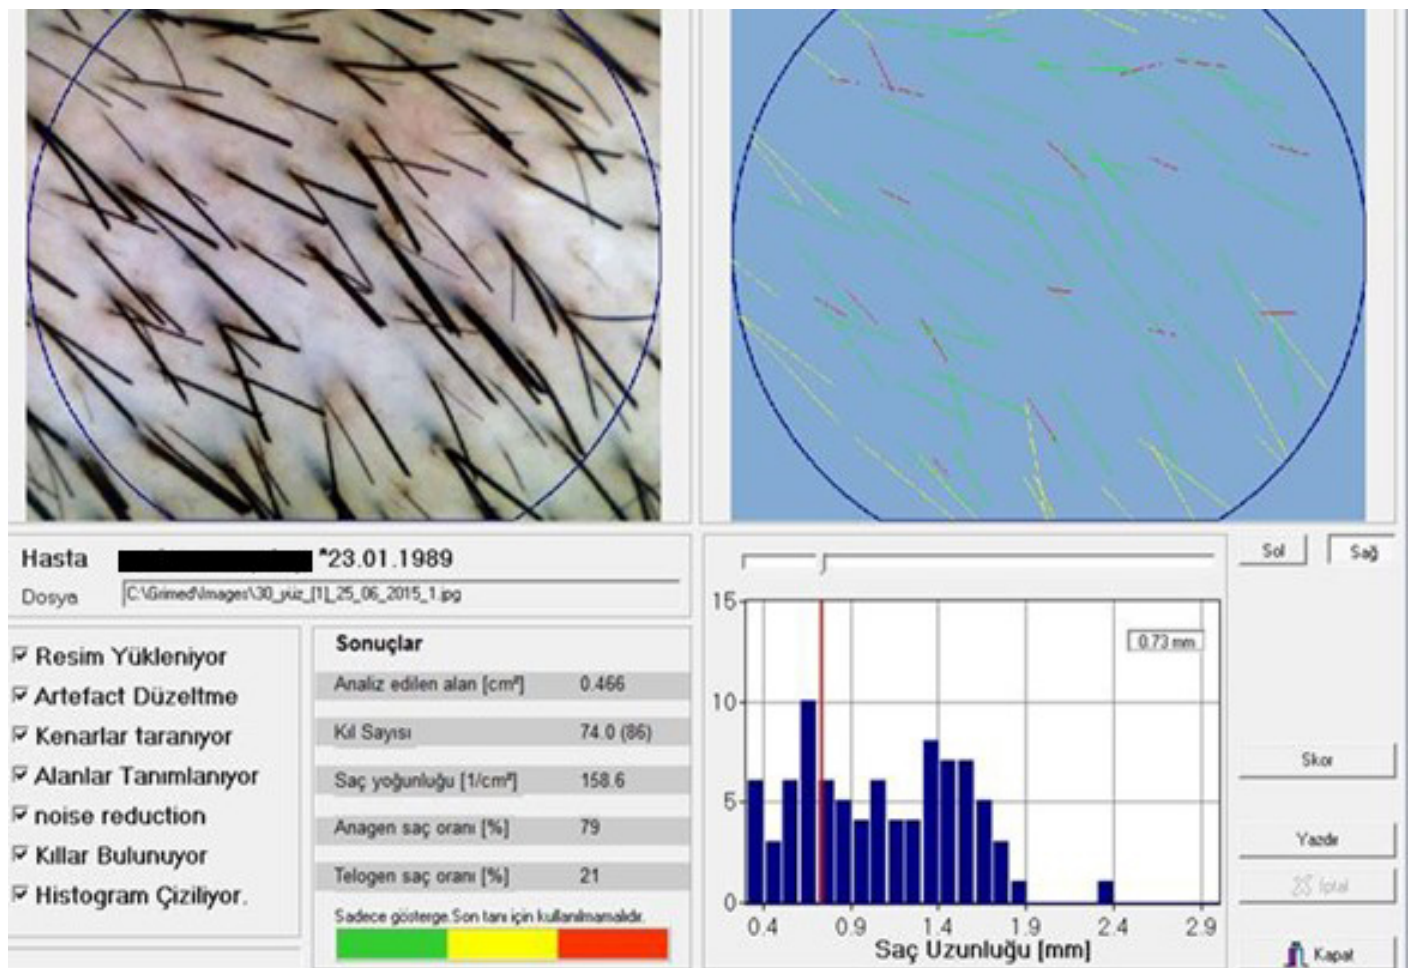 Hasta *23.01.1989
Dosya C:\Grimed\Images\30_yüz_[1]_25_06_2015_1.jpg
Resim Yükleniyor
Artefact Düzeltme
Kenarlar taranıyor
Alanlar Tanımlanıyor
noise reduction
Kıllar Bulunuyor
Histogram Çiziliyor.
Sonuçlar
Analiz edilen alan [cm²] 0.466
Kıl Sayısı 74.0 (86)
Saç yoğunluğu [1/cm²] 158.6
Anagen saç oranı [%] 79
Telogen saç oranı [%] 21
Sadece gösterge.Son tanı için kullanılmamalıdır.
15
10
5
0
0.73 mm
0.4 0.9 1.4 1.9 2.4 2.9
Saç Uzunluğu [mm]
Sol Sağ
Skor
Yazdır
İptal
Kapat